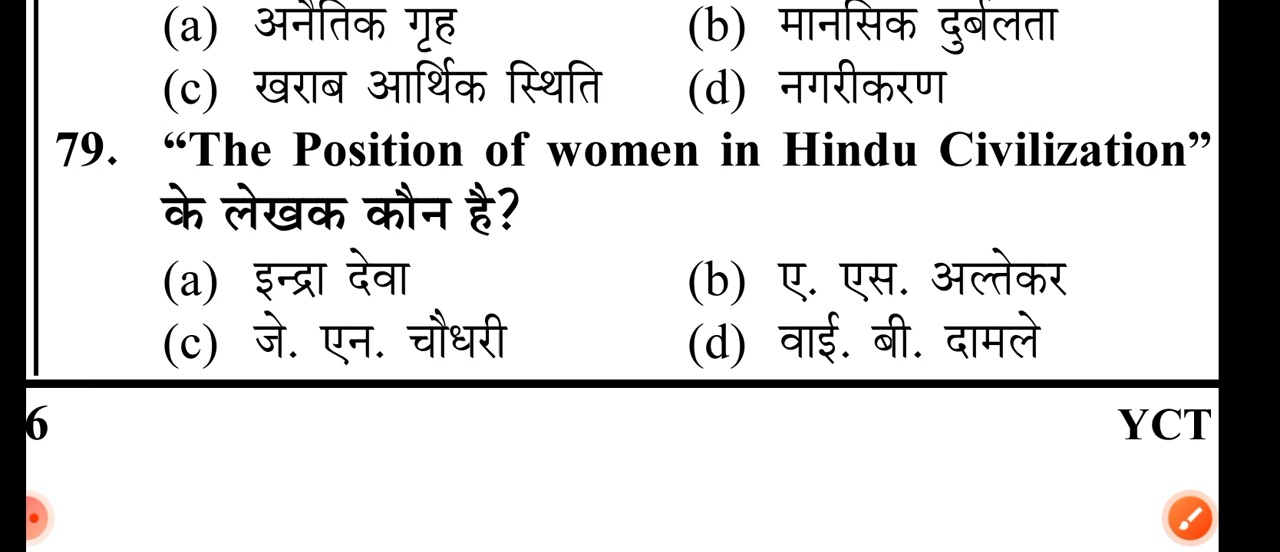 (a) अनैतिक गृह (b) मानसिक दुर्बलता
(c) खराब आर्थिक स्थिति (d) नगरीकरण
79. “The Position of women in Hindu Civilization”
के लेखक कौन है?
(a) इन्द्रा देवा (b) ए. एस. अल्तेकर
(c) जे. एन. चौधरी (d) वाई. बी. दामले
6 YCT